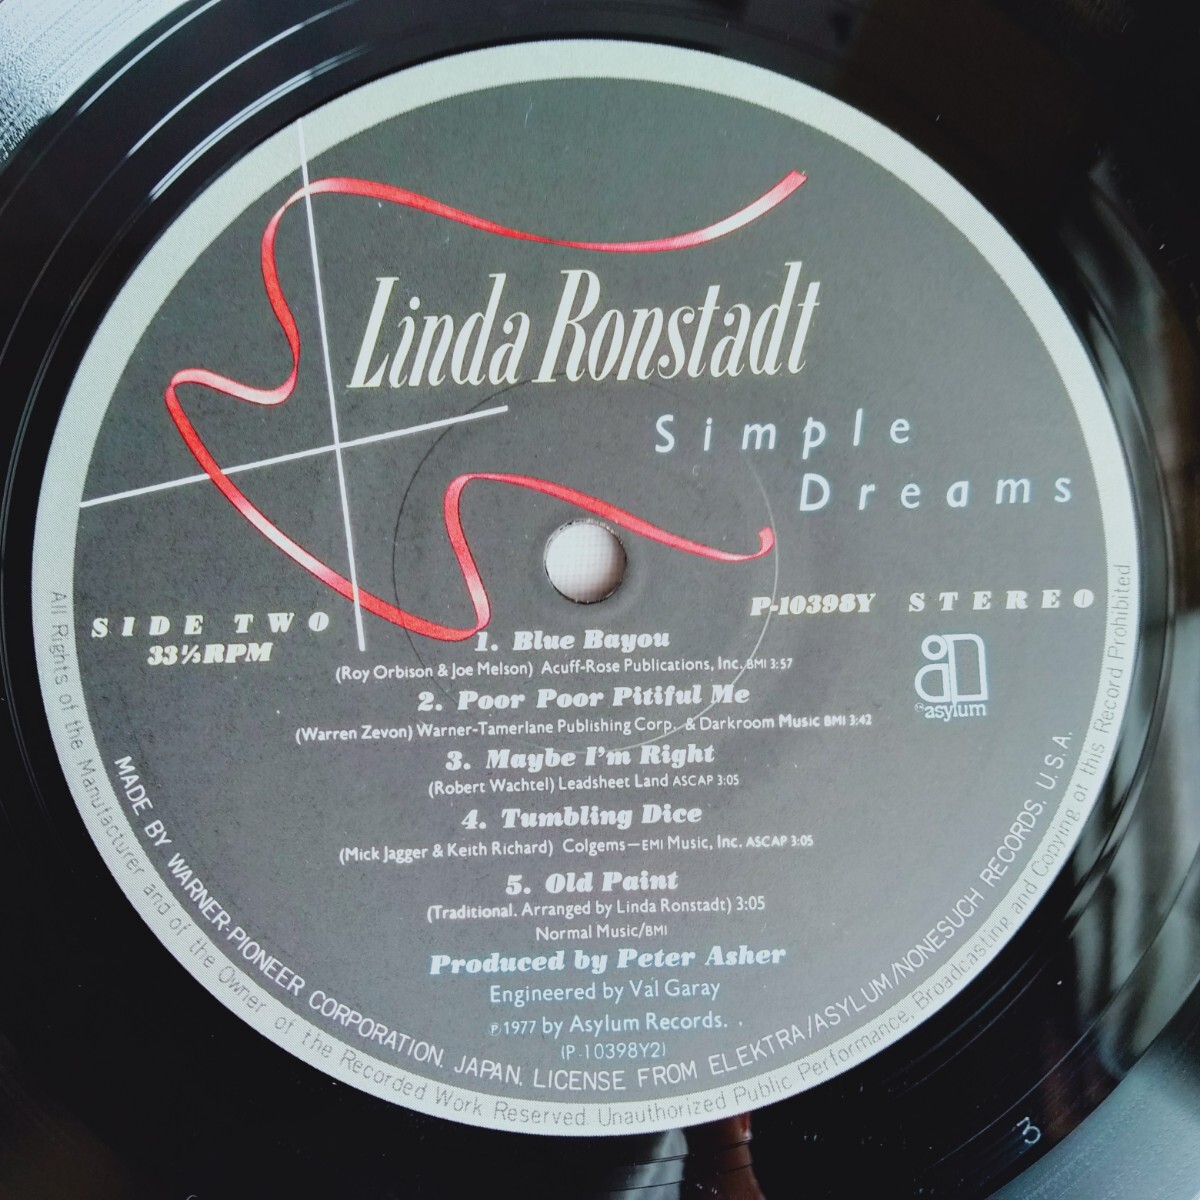 Linda Ronstadt
Simple
Dreams
SIDE TWO
33⅓ RPM
P-10398Y STEREO
asylum
1. Blue Bayou
(Roy Orbison & Joe Melson) Acuff-Rose Publications, Inc. BMI 3:57
2. Poor Poor Pitiful Me
(Warren Zevon) Warner-Tamerlane Publishing Corp. & Darkroom Music BMI 3:42
3. Maybe I'm Right
(Robert Wachtel) Leadsheet Land ASCAP 3:05
4. Tumbling Dice
(Mick Jagger & Keith Richard) Colgems—EMI Music, Inc. ASCAP 3:05
5. Old Paint
(Traditional. Arranged by Linda Ronstadt) 3:05
Normal Music/BMI
Produced by Peter Asher
Engineered by Val Garay
℗ 1977 by Asylum Records.
(P-10398Y2)
MADE BY WARNER-PIONEER CORPORATION, JAPAN. LICENSE FROM ELEKTRA/ASYLUM/NONESUCH RECORDS, U.S.A.
All Rights of the Manufacturer and of the Owner of the Recorded Work Reserved. Unauthorized Public Performance, Broadcasting and Copying of this Record Prohibited.
3